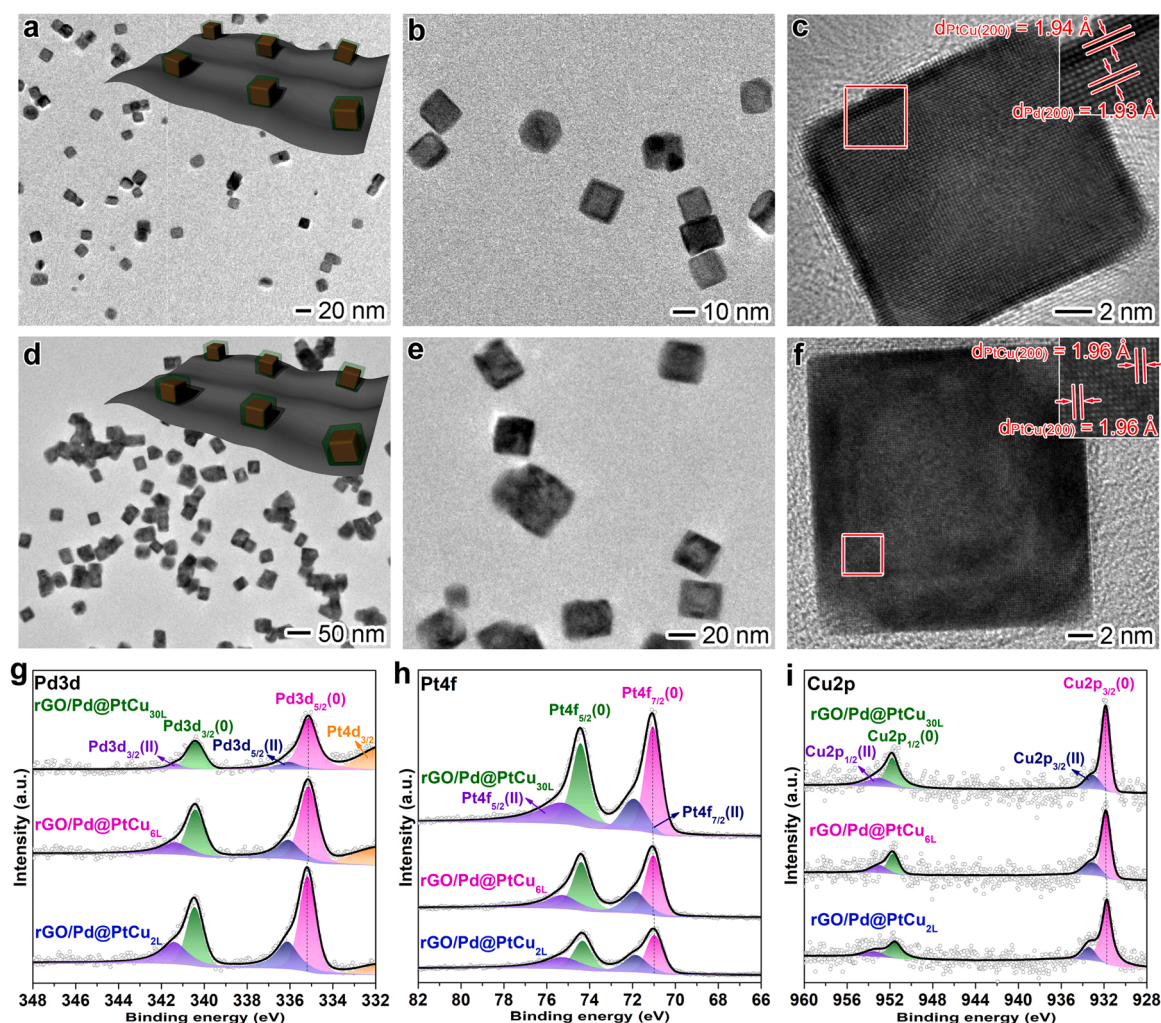 a
20 nm
b
10 nm
c
dPtCu(200) = 1.94 Å
dPd(200) = 1.93 Å
2 nm
d
50 nm
e
20 nm
f
dPtCu(200) = 1.96 Å
dPtCu(200) = 1.96 Å
2 nm
g
Pd3d
rGO/Pd@PtCu30L
Pd3d3/2(II)
Pd3d3/2(0)
Pd3d5/2(II)
Pd3d5/2(0)
Pt4d3/2
rGO/Pd@PtCu6L
rGO/Pd@PtCu2L
Intensity (a.u.)
348 344 340 336 332
Binding energy (eV)
h
Pt4f
Pt4f5/2(0)
Pt4f7/2(0)
rGO/Pd@PtCu30L
Pt4f5/2(II)
Pt4f7/2(II)
rGO/Pd@PtCu6L
rGO/Pd@PtCu2L
Intensity (a.u.)
82 80 78 76 74 72 70 68 66
Binding energy (eV)
i
Cu2p
Cu2p3/2(0)
rGO/Pd@PtCu30L
Cu2p1/2(0)
Cu2p1/2(II)
Cu2p3/2(II)
rGO/Pd@PtCu6L
rGO/Pd@PtCu2L
Intensity (a.u.)
960 956 952 948 944 940 936 932 928
Binding energy (eV)